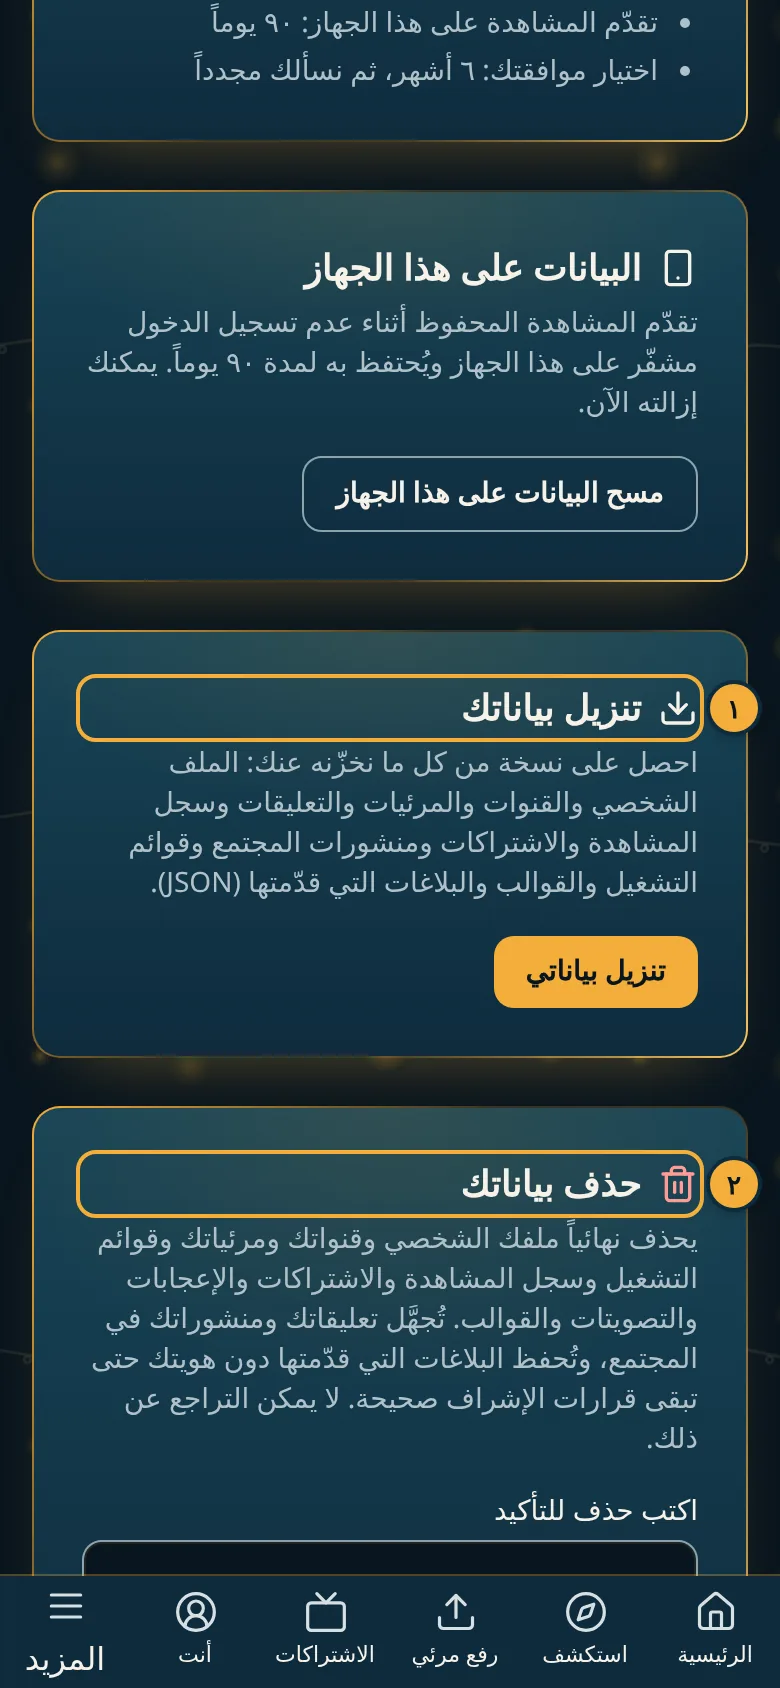 تقدّم المشاهدة على هذا الجهاز: ٩٠ يوماً
اختيار موافقتك: ٦ أشهر، ثم نسألك مجدداً
البيانات على هذا الجهاز
تقدّم المشاهدة المحفوظ أثناء عدم تسجيل الدخول
مشفّر على هذا الجهاز ويُحتفظ به لمدة ٩٠ يوماً. يمكنك
إزالته الآن.
مسح البيانات على هذا الجهاز
١
تنزيل بياناتك
احصل على نسخة من كل ما نخزّنه عنك: الملف
الشخصي والقنوات والمرئيات والتعليقات وسجل
المشاهدة والاشتراكات ومنشورات المجتمع وقوائم
التشغيل والقوالب والبلاغات التي قدّمتها (JSON).
تنزيل بياناتي
٢
حذف بياناتك
يحذف نهائياً ملفك الشخصي وقنواتك ومرئياتك وقوائم
التشغيل وسجل المشاهدة والاشتراكات والإعجابات
والتصويتات والقوالب. تُجهَّل تعليقاتك ومنشوراتك في
المجتمع، وتُحفظ البلاغات التي قدّمتها دون هويتك حتى
تبقى قرارات الإشراف صحيحة. لا يمكن التراجع عن
ذلك.
اكتب حذف للتأكيد
الرئيسية
استكشف
رفع مرئي
الاشتراكات
أنت
المزيد